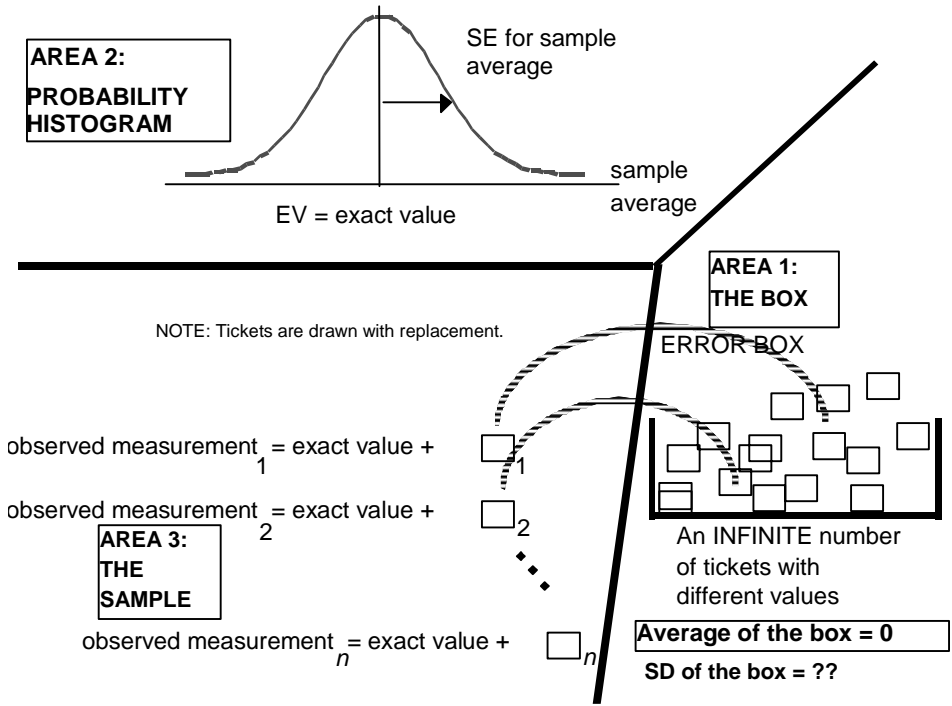 AREA 2:
PROBABILITY
HISTOGRAM
SE for sample
average
sample
average
EV = exact value
AREA 1:
THE BOX
NOTE: Tickets are drawn with replacement.
ERROR BOX
observed measurement 1 = exact value + 1
observed measurement 2 = exact value + 2
AREA 3:
THE
SAMPLE
observed measurement n = exact value + n
An INFINITE number
of tickets with
different values
Average of the box = 0
SD of the box = ??